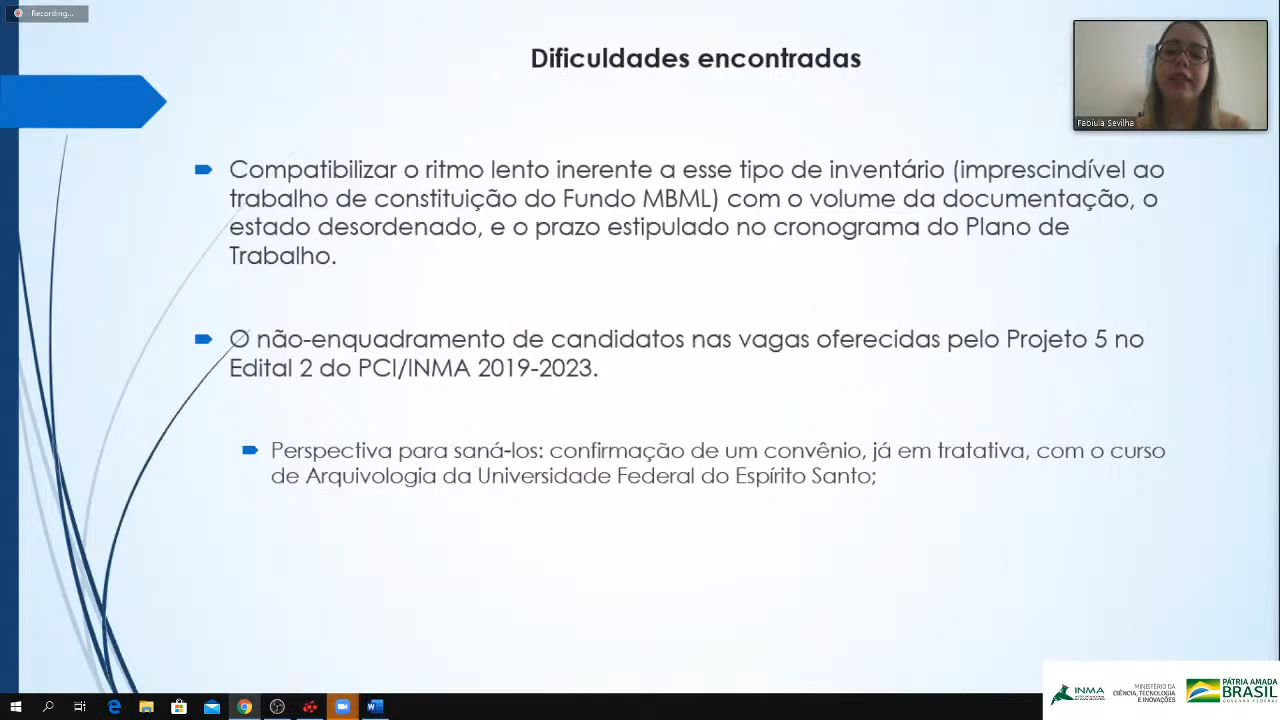 Recording...
Dificuldades encontradas
Fabíula Sevilha
Compatibilizar o ritmo lento inerente a esse tipo de inventário (imprescindível ao
trabalho de constituição do Fundo MBML) com o volume da documentação, o
estado desordenado, e o prazo estipulado no cronograma do Plano de
Trabalho.
O não-enquadramento de candidatos nas vagas oferecidas pelo Projeto 5 no
Edital 2 do PCI/INMA 2019-2023.
Perspectiva para saná-los: confirmação de um convênio, já em tratativa, com o curso
de Arquivologia da Universidade Federal do Espírito Santo;
INMA
MINISTÉRIO DA
CIÊNCIA, TECNOLOGIA
E INOVAÇÕES
PÁTRIA AMADA
BRASIL
GOVERNO FEDERAL